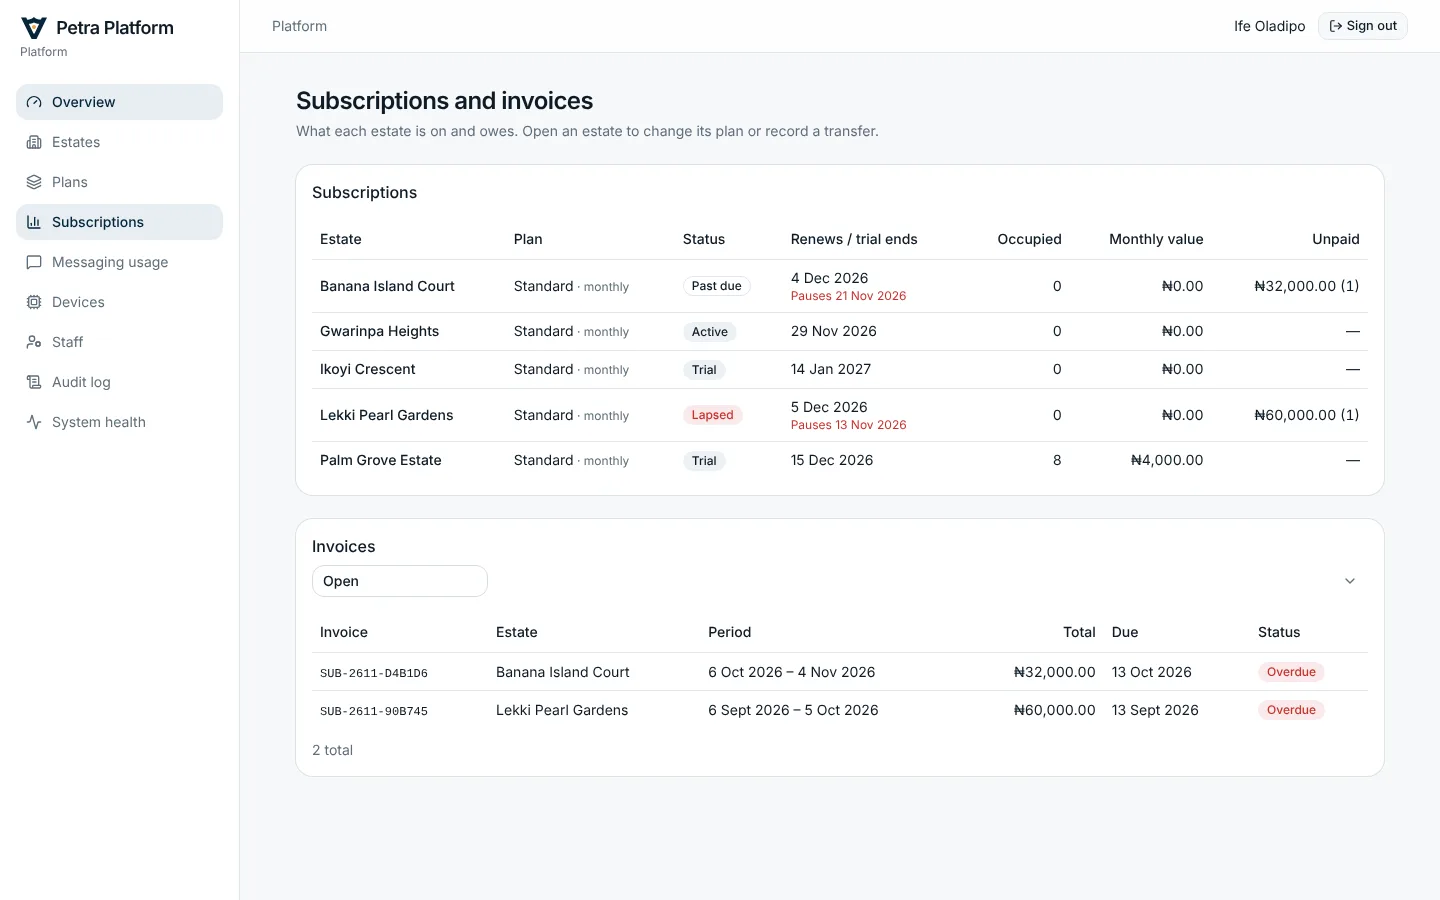 Petra Platform
Platform
Overview
Estates
Plans
Subscriptions
Messaging usage
Devices
Staff
Audit log
System health
Platform
Ife Oladipo
Sign out
Subscriptions and invoices
What each estate is on and owes. Open an estate to change its plan or record a transfer.
Subscriptions
Estate Plan Status Renews / trial ends Occupied Monthly value Unpaid
Banana Island Court Standard · monthly Past due 4 Dec 2026 0 ₦0.00 ₦32,000.00 (1)
Pauses 21 Nov 2026
Gwarinpa Heights Standard · monthly Active 29 Nov 2026 0 ₦0.00 —
Ikoyi Crescent Standard · monthly Trial 14 Jan 2027 0 ₦0.00 —
Lekki Pearl Gardens Standard · monthly Lapsed 5 Dec 2026 0 ₦0.00 ₦60,000.00 (1)
Pauses 13 Nov 2026
Palm Grove Estate Standard · monthly Trial 15 Dec 2026 8 ₦4,000.00 —
Invoices
Open
Invoice Estate Period Total Due Status
SUB-2611-D4B1D6 Banana Island Court 6 Oct 2026 – 4 Nov 2026 ₦32,000.00 13 Oct 2026 Overdue
SUB-2611-90B745 Lekki Pearl Gardens 6 Sept 2026 – 5 Oct 2026 ₦60,000.00 13 Sept 2026 Overdue
2 total